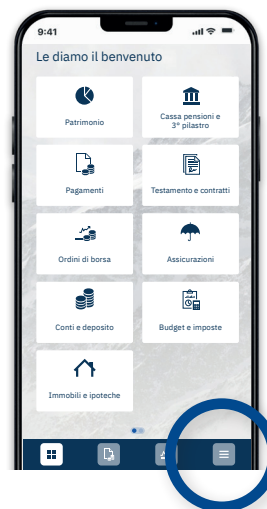 9:41
Le diamo il benvenuto
Patrimonio
Cassa pensioni e
3° pilastro
Pagamenti
Testamento e contratti
Ordini di borsa
Assicurazioni
Conti e deposito
Budget e imposte
Immobili e ipoteche